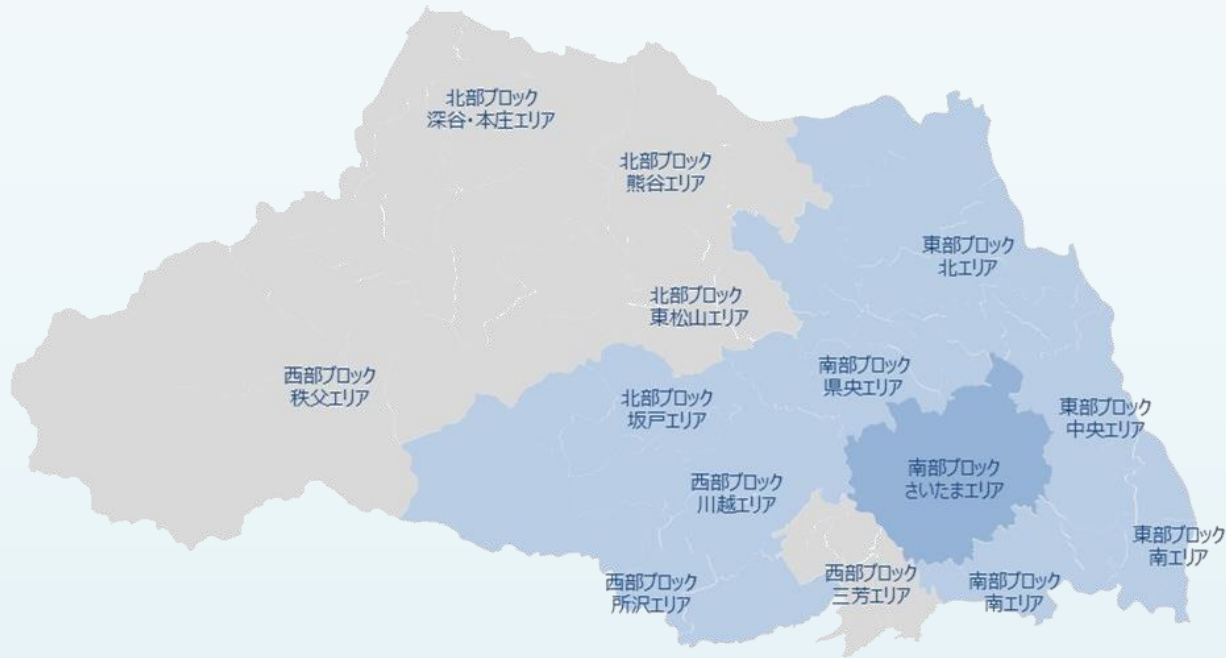 北部ブロック
深谷・本庄エリア
北部ブロック
熊谷エリア
東部ブロック
北エリア
北部ブロック
東松山エリア
西部ブロック
秩父エリア
南部ブロック
県央エリア
北部ブロック
坂戸エリア
東部ブロック
中央エリア
南部ブロック
さいたまエリア
西部ブロック
川越エリア
東部ブロック
南エリア
西部ブロック
所沢エリア
西部ブロック
三芳エリア
南部ブロック
南エリア